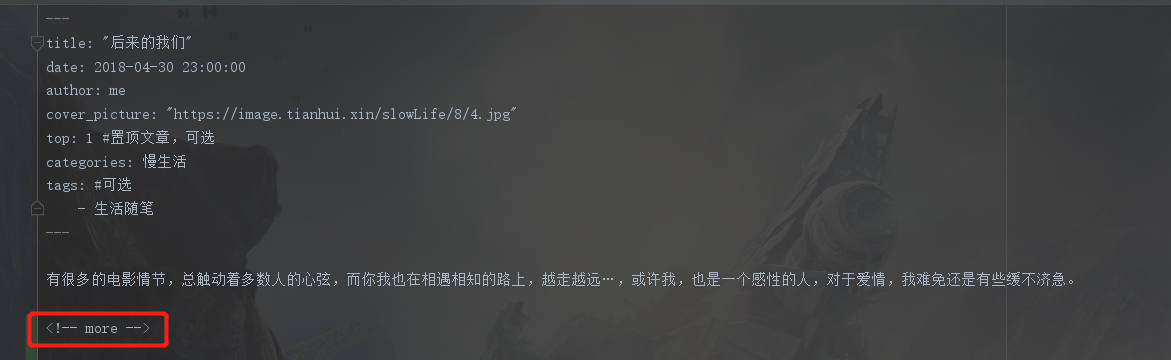 ---
title: "后来的我们"
date: 2018-04-30 23:00:00
author: me
cover_picture: "https://image.tianhui.xin/slowLife/8/4.jpg"
top: 1 #置顶文章，可选
categories: 慢生活
tags: #可选
    - 生活随笔
---
有很多的电影情节，总触动着多数人的心弦，而你我也在相遇相知的路上，越走越远…，或许我，也是一个感性的人，对于爱情，我难免还是有些缓不济急。
<!-- more -->